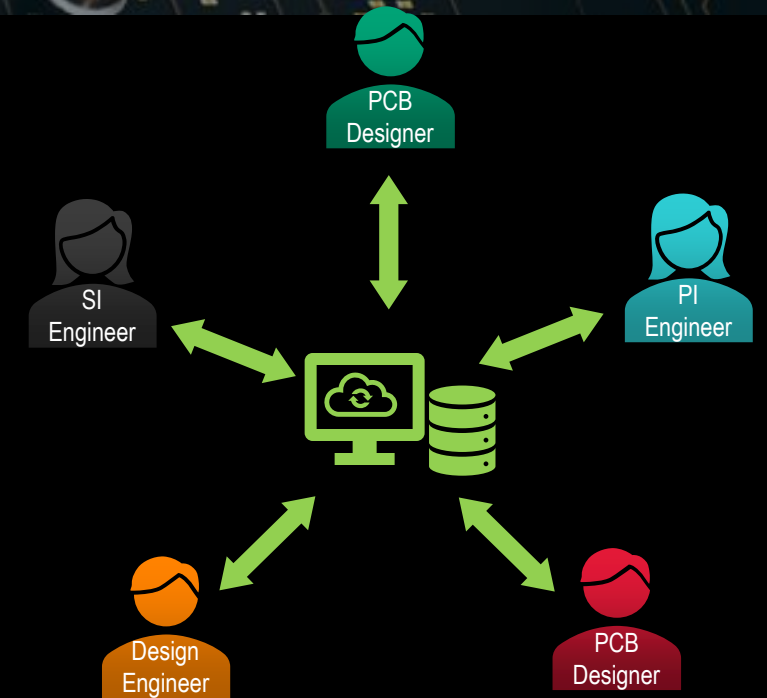 PCB
Designer
SI
Engineer
PI
Engineer
Design
Engineer
PCB
Designer